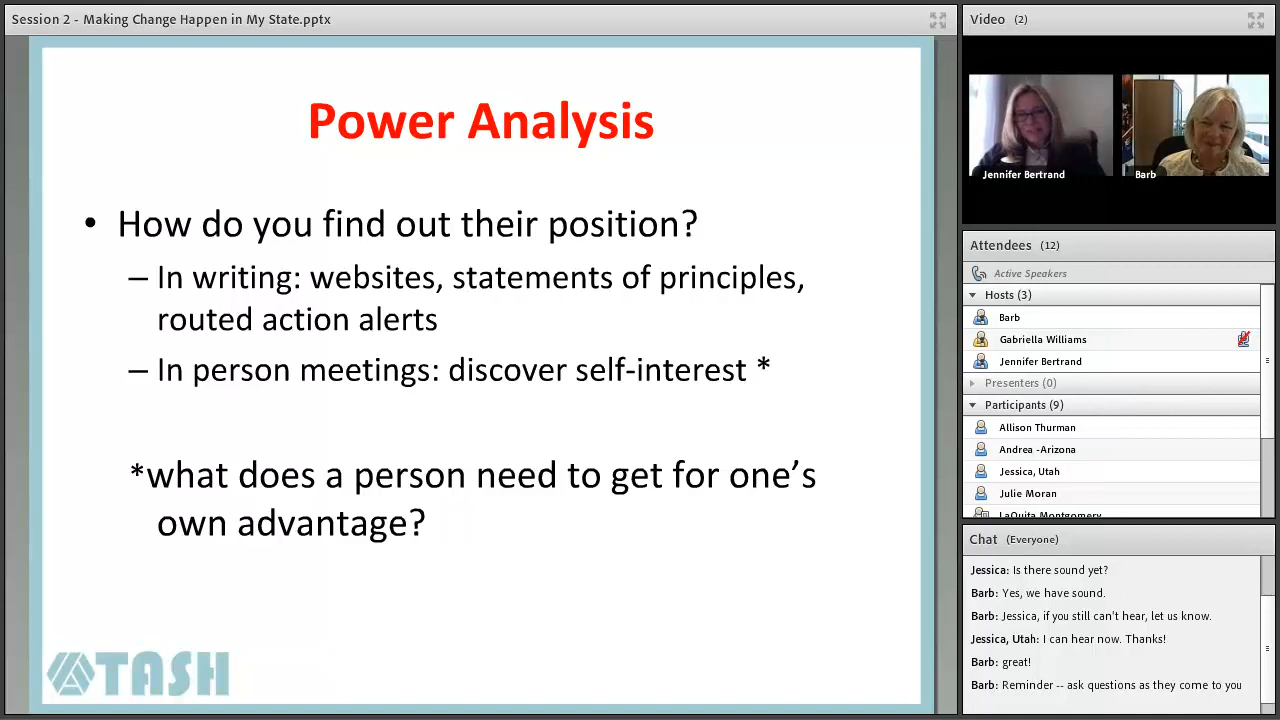 Session 2 - Making Change Happen in My State.pptx
Power Analysis
• How do you find out their position?
– In writing: websites, statements of principles,
routed action alerts
– In person meetings: discover self-interest *
*what does a person need to get for one's
own advantage?
TASH
Video (2)
Jennifer Bertrand
Barb
Attendees (12)
Active Speakers
Hosts (3)
Barb
Gabriella Williams
Jennifer Bertrand
Presenters (0)
Participants (9)
Allison Thurman
Andrea -Arizona
Jessica, Utah
Julie Moran
LaQuita Montgomery
Chat (Everyone)
Jessica: Is there sound yet?
Barb: Yes, we have sound.
Barb: Jessica, if you still can't hear, let us know.
Jessica, Utah: I can hear now. Thanks!
Barb: great!
Barb: Reminder -- ask questions as they come to you